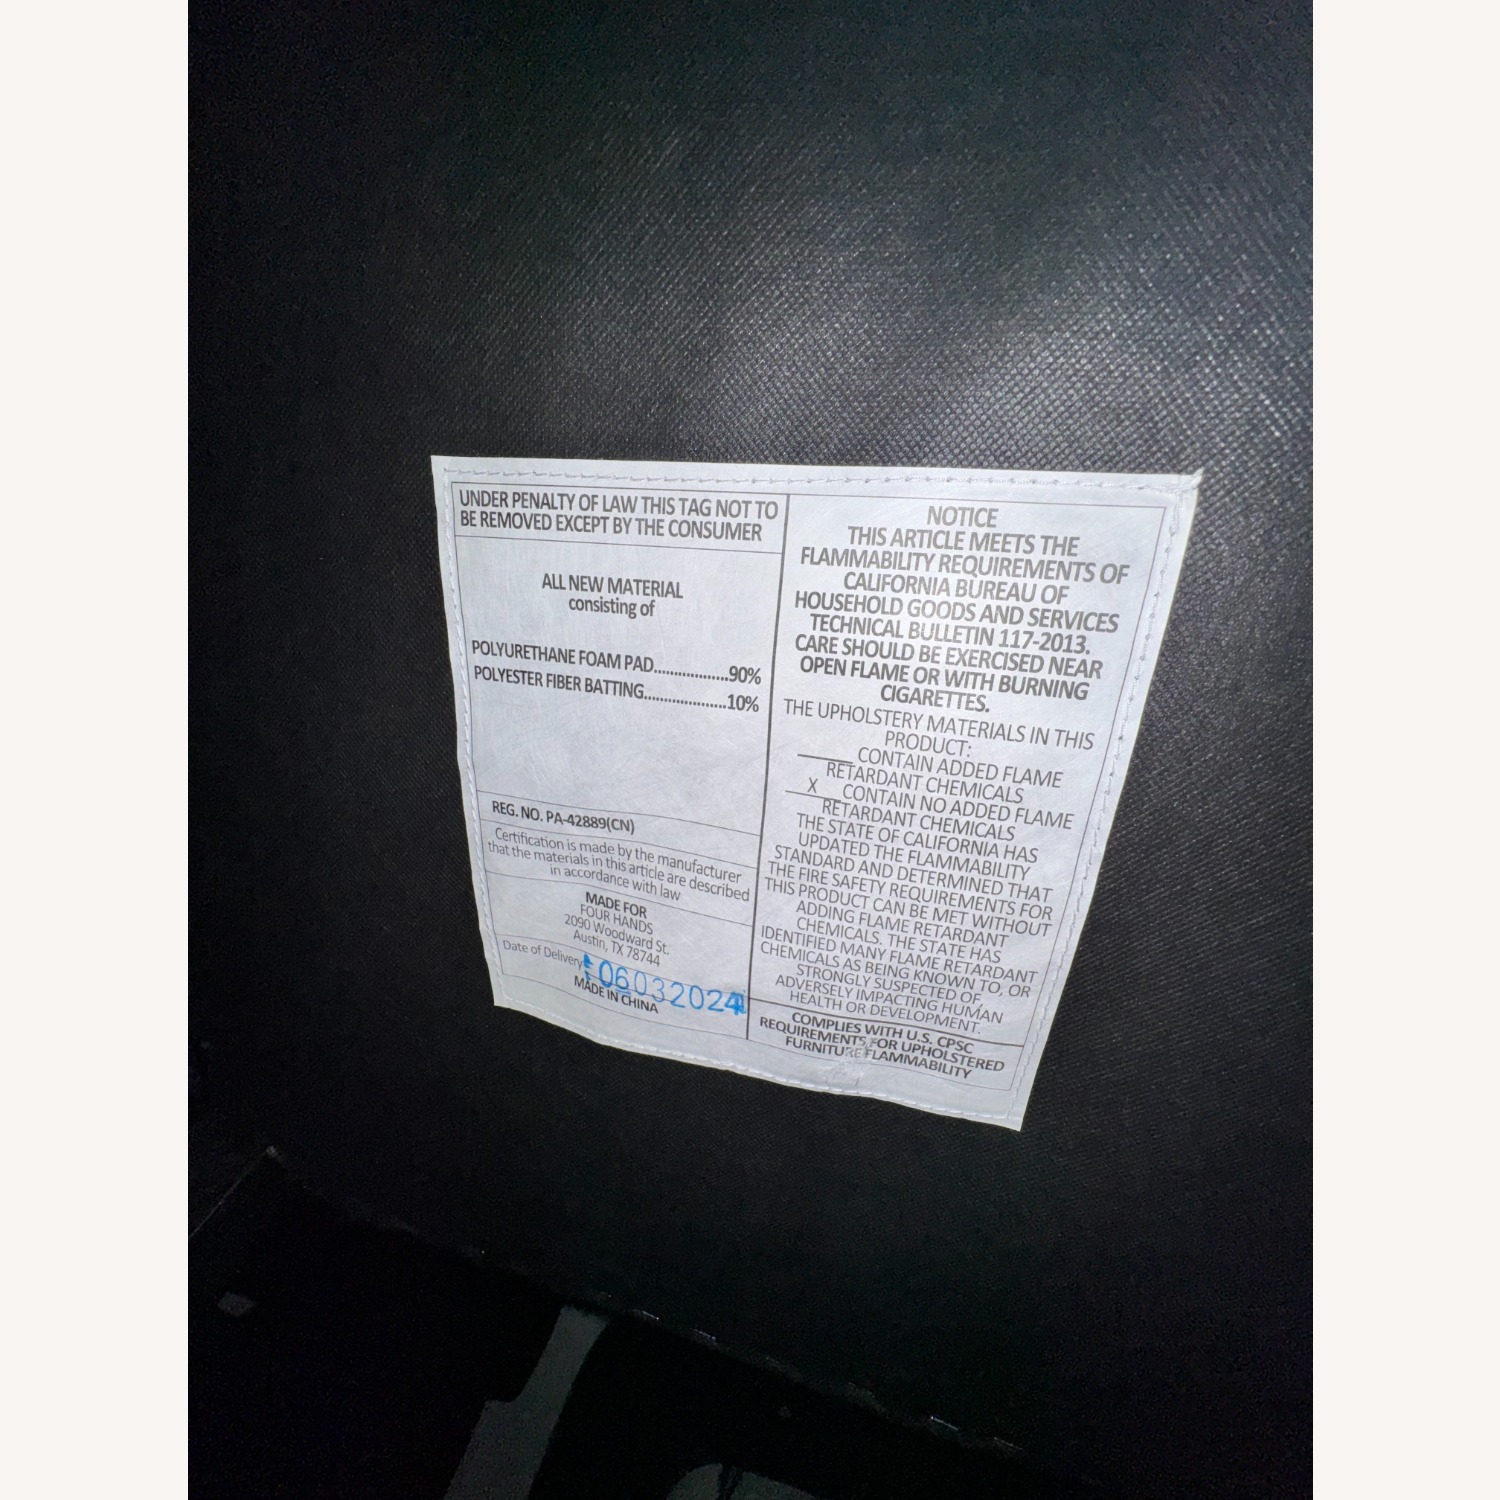 UNDER PENALTY OF LAW THIS TAG NOT TO
BE REMOVED EXCEPT BY THE CONSUMER
ALL NEW MATERIAL
consisting of
POLYURETHANE FOAM PAD..................90%
POLYESTER FIBER BATTING....................10%
REG. NO. PA-42889(CN)
Certification is made by the manufacturer
that the materials in this article are described
in accordance with law
MADE FOR
FOUR HANDS
2090 Woodward St.
Austin, TX 78744
Date of Delivery: 06032024
MADE IN CHINA
NOTICE
THIS ARTICLE MEETS THE
FLAMMABILITY REQUIREMENTS OF
CALIFORNIA BUREAU OF
HOUSEHOLD GOODS AND SERVICES
TECHNICAL BULLETIN 117-2013.
CARE SHOULD BE EXERCISED NEAR
OPEN FLAME OR WITH BURNING
CIGARETTES.
THE UPHOLSTERY MATERIALS IN THIS
PRODUCT:
_____CONTAIN ADDED FLAME
RETARDANT CHEMICALS
__X__CONTAIN NO ADDED FLAME
RETARDANT CHEMICALS
THE STATE OF CALIFORNIA HAS
UPDATED THE FLAMMABILITY
STANDARD AND DETERMINED THAT
THE FIRE SAFETY REQUIREMENTS FOR
THIS PRODUCT CAN BE MET WITHOUT
ADDING FLAME RETARDANT
CHEMICALS. THE STATE HAS
IDENTIFIED MANY FLAME RETARDANT
CHEMICALS AS BEING KNOWN TO, OR
STRONGLY SUSPECTED OF,
ADVERSELY IMPACTING HUMAN
HEALTH OR DEVELOPMENT.
COMPLIES WITH U.S. CPSC
REQUIREMENTS FOR UPHOLSTERED
FURNITURE FLAMMABILITY